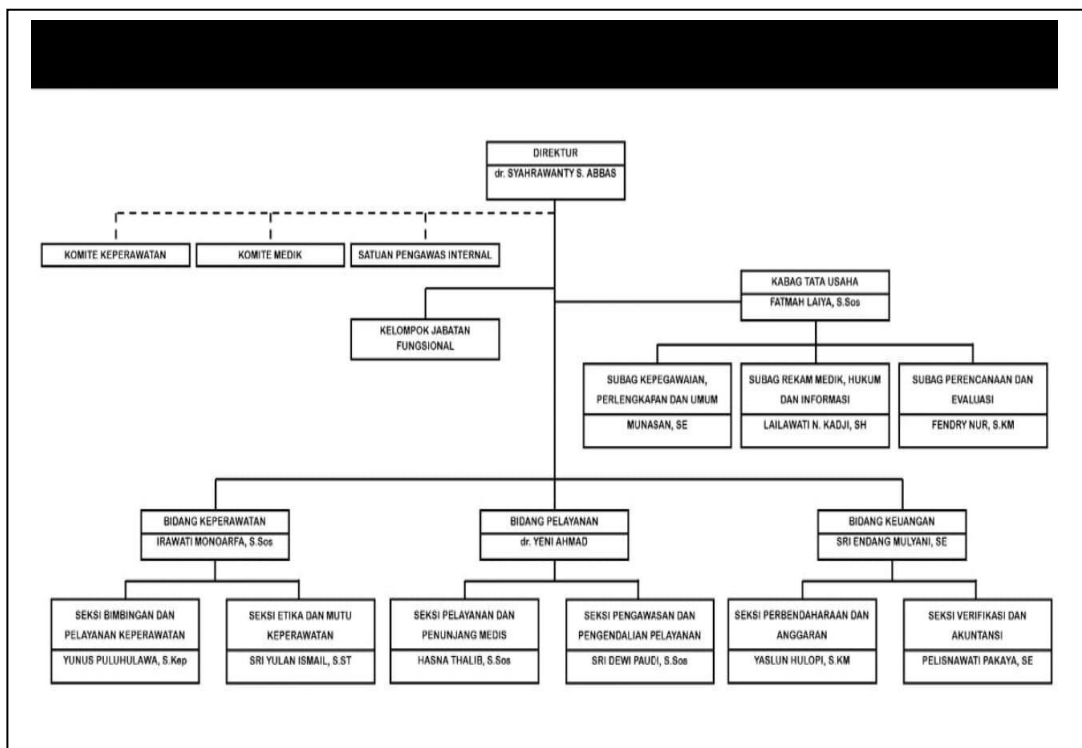 DIREKTUR
dr. SYAHRAWANTY S. ABBAS
KOMITE KEPERAWATAN
KOMITE MEDIK
SATUAN PENGAWAS INTERNAL
KABAG TATA USAHA
FATMAH LAIYA, S.Sos
KELOMPOK JABATAN
FUNGSIONAL
SUBAG KEPEGAWAIAN,
PERLENGKAPAN DAN UMUM
MUNASAN, SE
SUBAG REKAM MEDIK, HUKUM
DAN INFORMASI
LAILAWATI N. KADJI, SH
SUBAG PERENCANAAN DAN
EVALUASI
FENDRY NUR, S.KM
BIDANG KEPERAWATAN
IRAWATI MONOARFA, S.Sos
BIDANG PELAYANAN
dr. YENI AHMAD
BIDANG KEUANGAN
SRI ENDANG MULYANI, SE
SEKSI BIMBINGAN DAN
PELAYANAN KEPERAWATAN
YUNUS PULUHULAWA, S.Kep
SEKSI ETIKA DAN MUTU
KEPERAWATAN
SRI YULAN ISMAIL, S.ST
SEKSI PELAYANAN DAN
PENUNJANG MEDIS
HASNA THALIB, S.Sos
SEKSI PENGAWASAN DAN
PENGENDALIAN PELAYANAN
SRI DEWI PAUDI, S.Sos
SEKSI PERBENDAHARAAN DAN
ANGGARAN
YASLUN HULOPI, S.KM
SEKSI VERIFIKASI DAN
AKUNTANSI
PELISNAWATI PAKAYA, SE